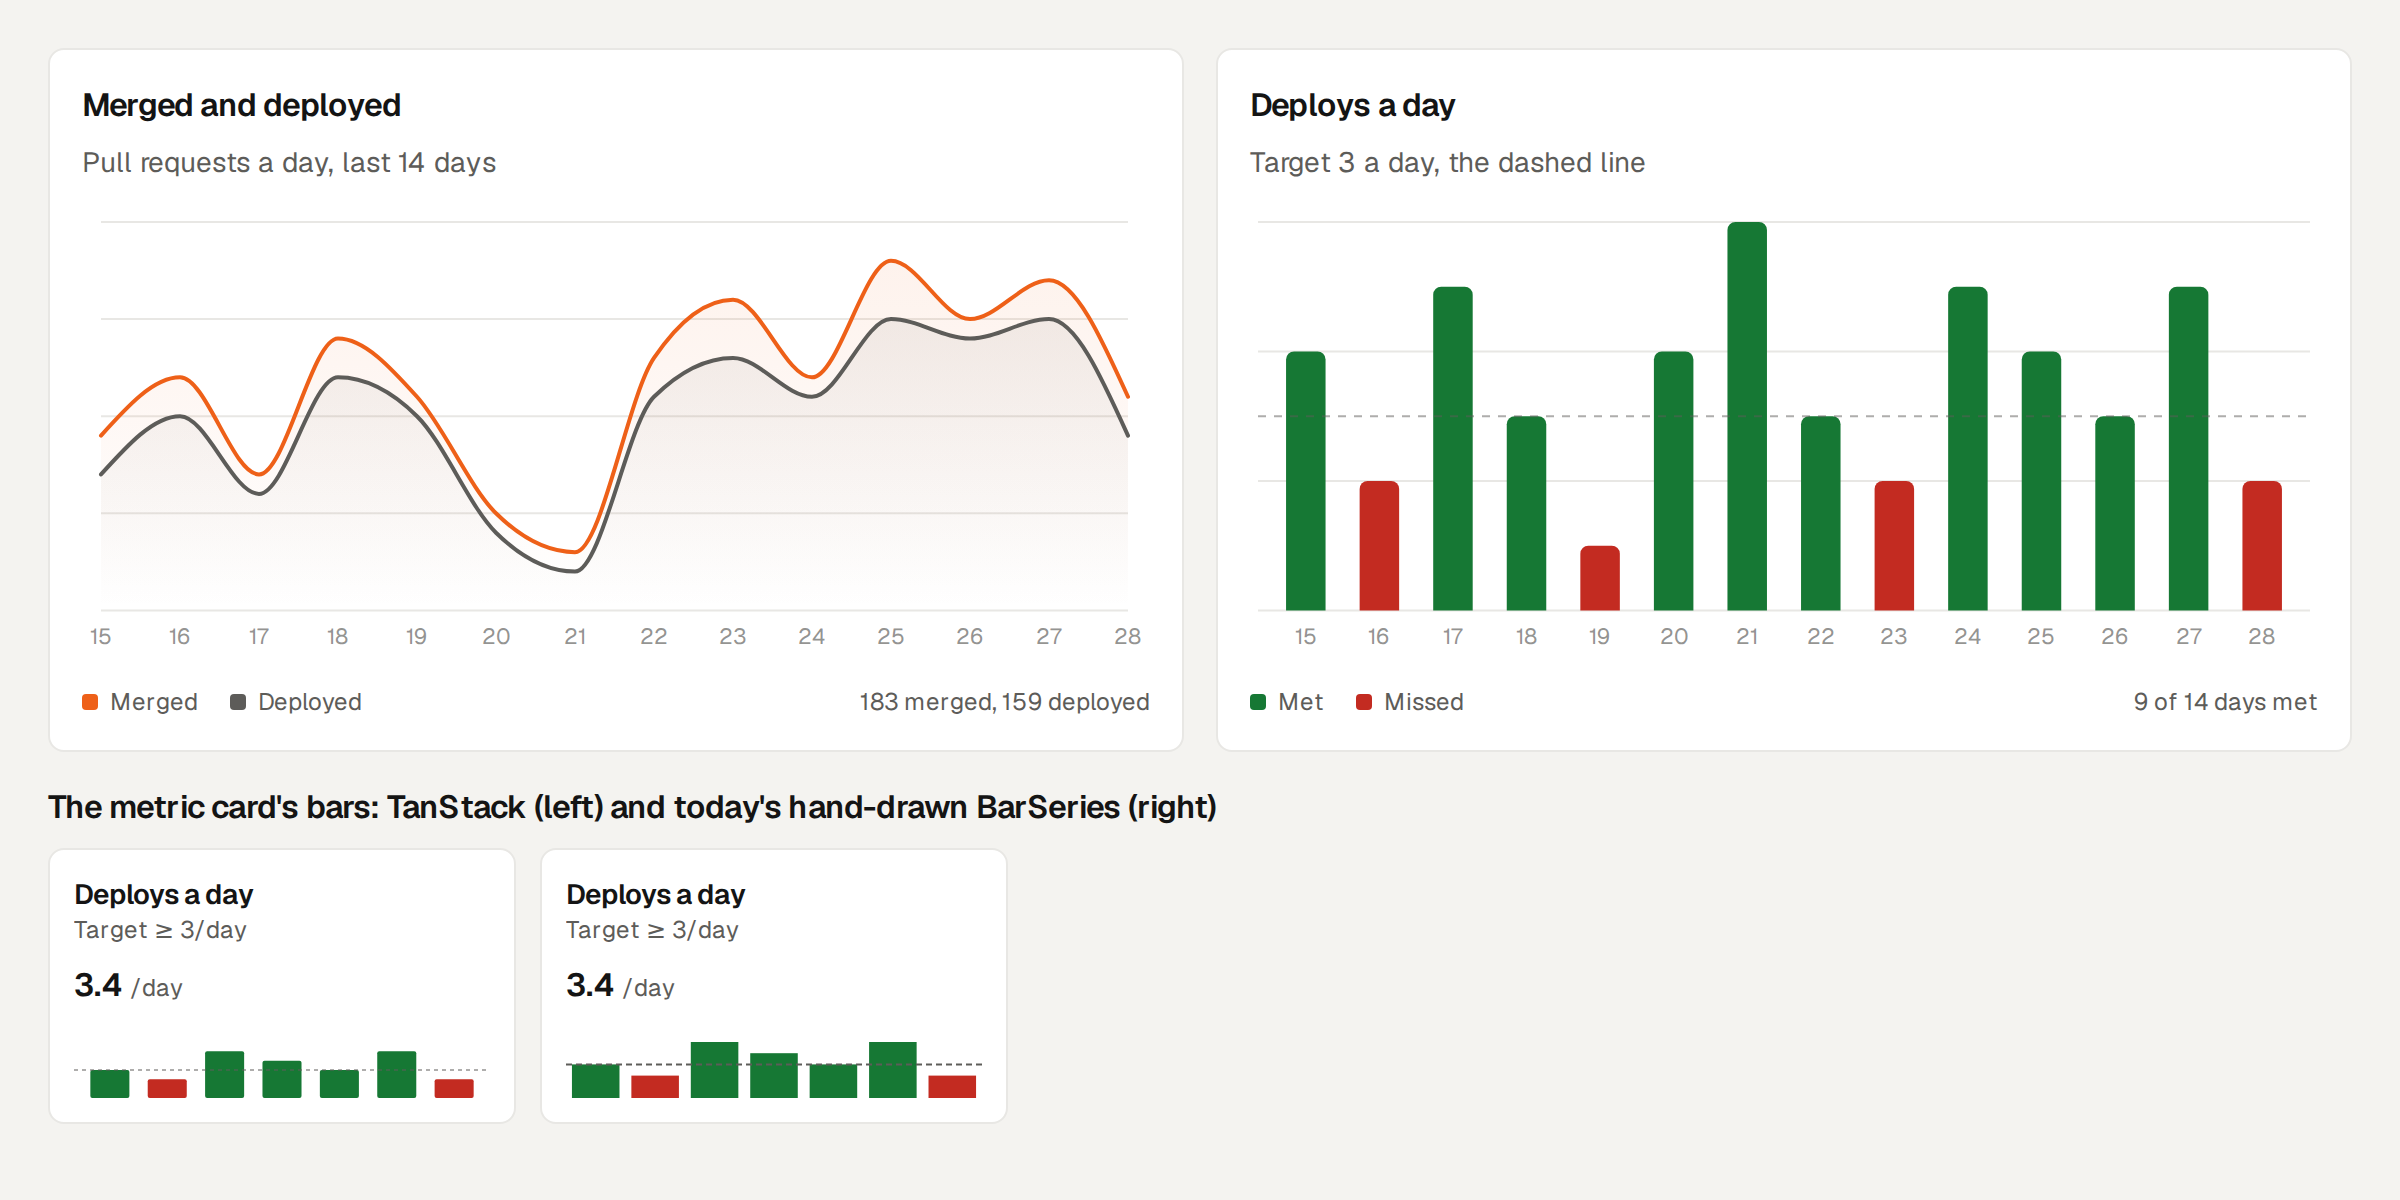 Merged and deployed
Pull requests a day, last 14 days
15 16 17 18 19 20 21 22 23 24 25 26 27 28
Merged Deployed 183 merged, 159 deployed
Deploys a day
Target 3 a day, the dashed line
15 16 17 18 19 20 21 22 23 24 25 26 27 28
Met Missed 9 of 14 days met
The metric card's bars: TanStack (left) and today's hand-drawn BarSeries (right)
Deploys a day
Target ≥ 3/day
3.4 /day
Deploys a day
Target ≥ 3/day
3.4 /day